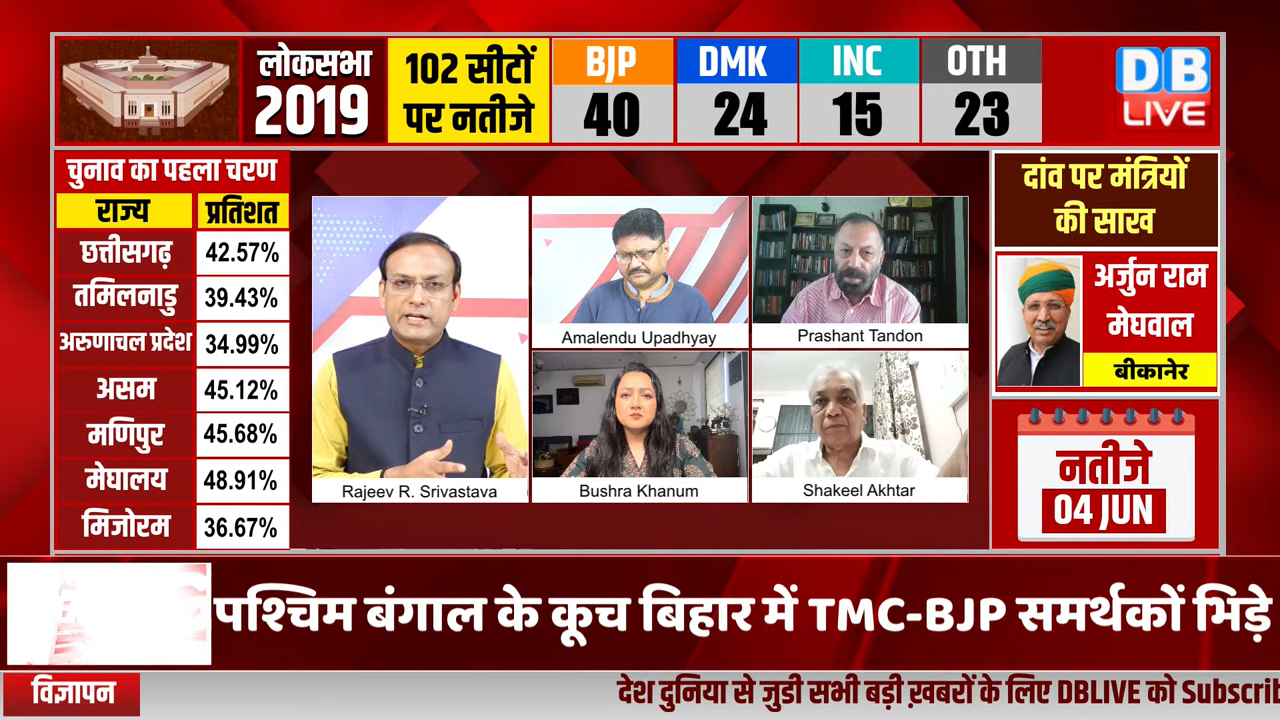 लोकसभा
2019
102 सीटों
पर नतीजे
BJP
40
DMK
24
INC
15
OTH
23
DB
LIVE
चुनाव का पहला चरण
राज्य प्रतिशत
छत्तीसगढ़ 42.57%
तमिलनाडु 39.43%
अरुणाचल प्रदेश 34.99%
असम 45.12%
मणिपुर 45.68%
मेघालय 48.91%
मिजोरम 36.67%
Amalendu Upadhyay
Prashant Tandon
Rajeev R. Srivastava
Bushra Khanum
Shakeel Akhtar
दांव पर मंत्रियों
की साख
अर्जुन राम
मेघवाल
बीकानेर
नतीजे
04 JUN
पश्चिम बंगाल के कूच बिहार में TMC-BJP समर्थकों भिड़े
विज्ञापन
देश दुनिया से जुडी सभी बड़ी ख़बरों के लिए DBLIVE को Subscrib